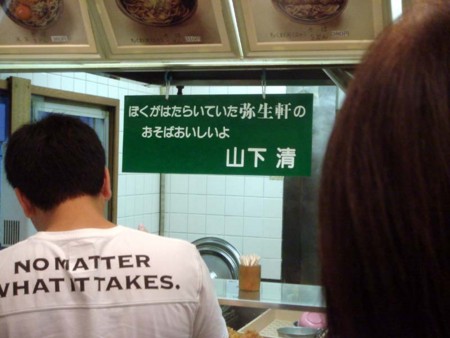 ぼくがはたらいていた弥生軒の
おそばおいしいよ
山下 清
NO MATTER
WHAT IT TAKES.